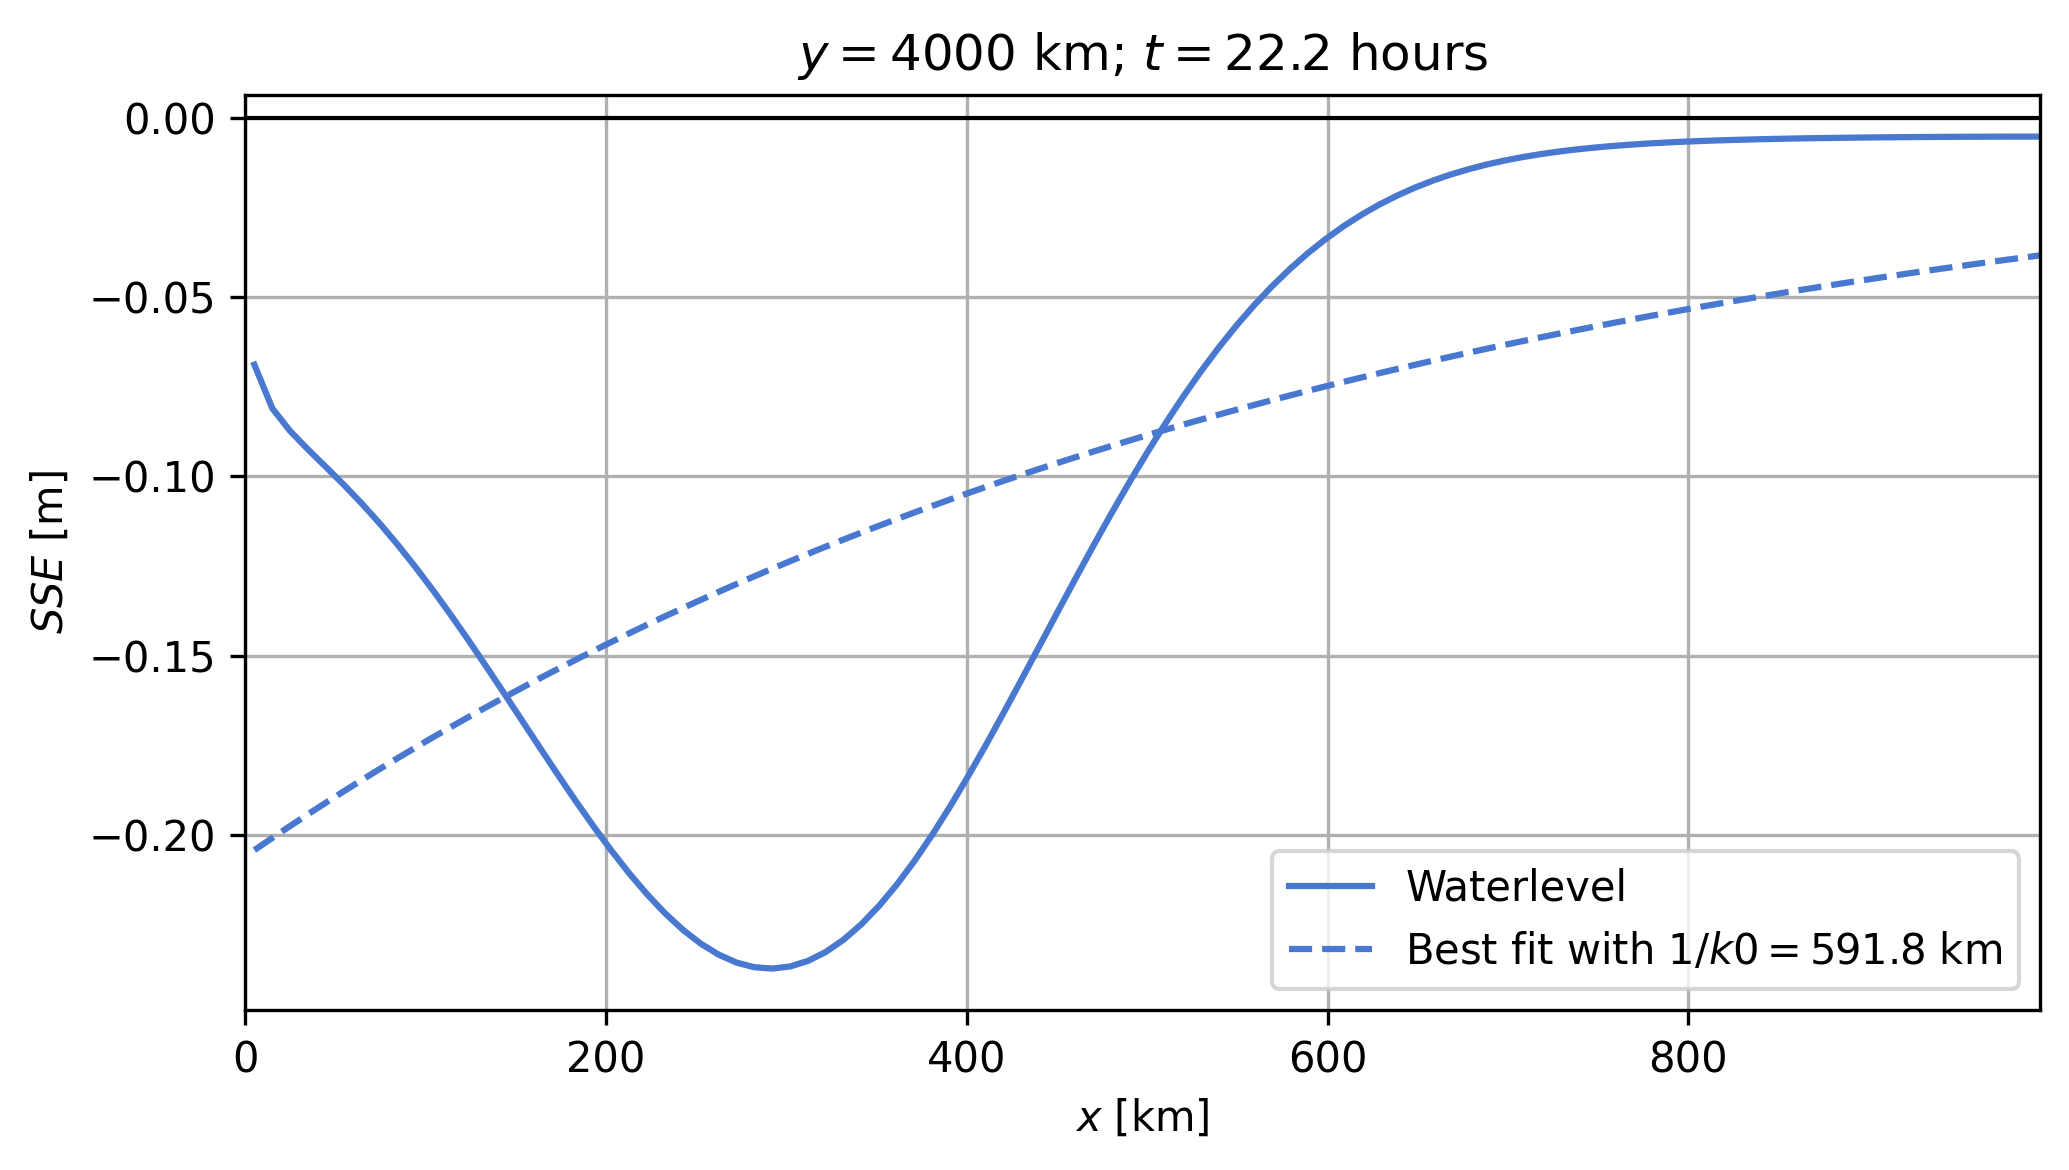 y = 4000 km; t = 22.2 hours
0.00
−0.05
−0.10
−0.15
−0.20
SSE [m]
Waterlevel
Best fit with 1/k0 = 591.8 km
0 200 400 600 800
x [km]